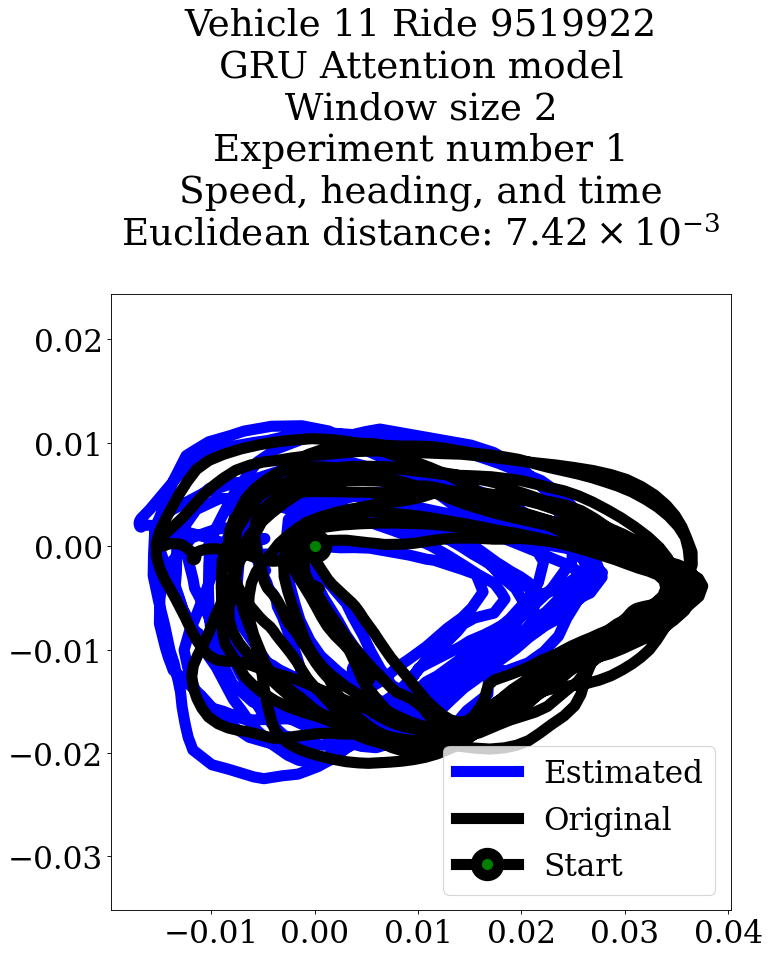 Vehicle 11 Ride 9519922
GRU Attention model
Window size 2
Experiment number 1
Speed, heading, and time
Euclidean distance: 7.42 × 10⁻³
0.02
0.01
0.00
−0.01
−0.02
−0.03
Estimated
Original
Start
−0.01 0.00 0.01 0.02 0.03 0.04